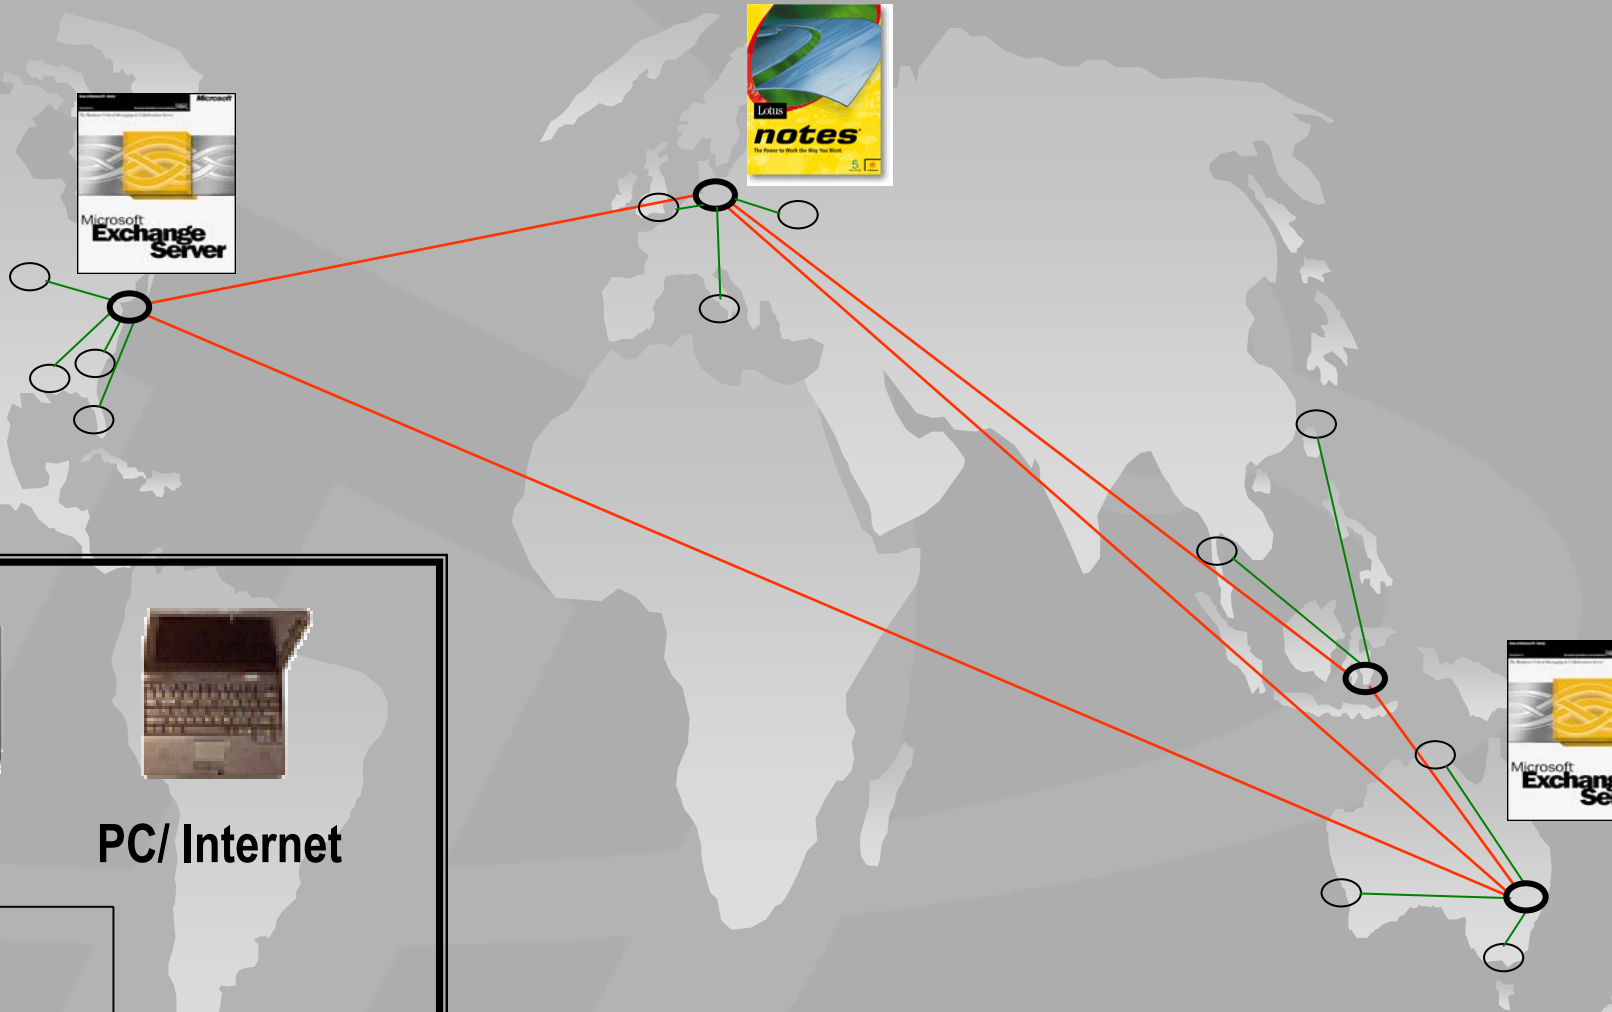 Microsoft
Microsoft
Exchange
Server
Lotus
notes
The Power to Work the Way You Want.
5
Microsoft
Exchang
Ser
PC/ Internet